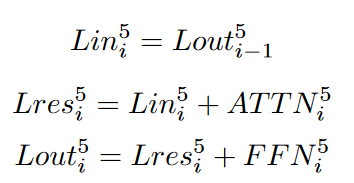 Lin_i^5 = Lout_{i-1}^5
Lres_i^5 = Lin_i^5 + ATTN_i^5
Lout_i^5 = Lres_i^5 + FFN_i^5